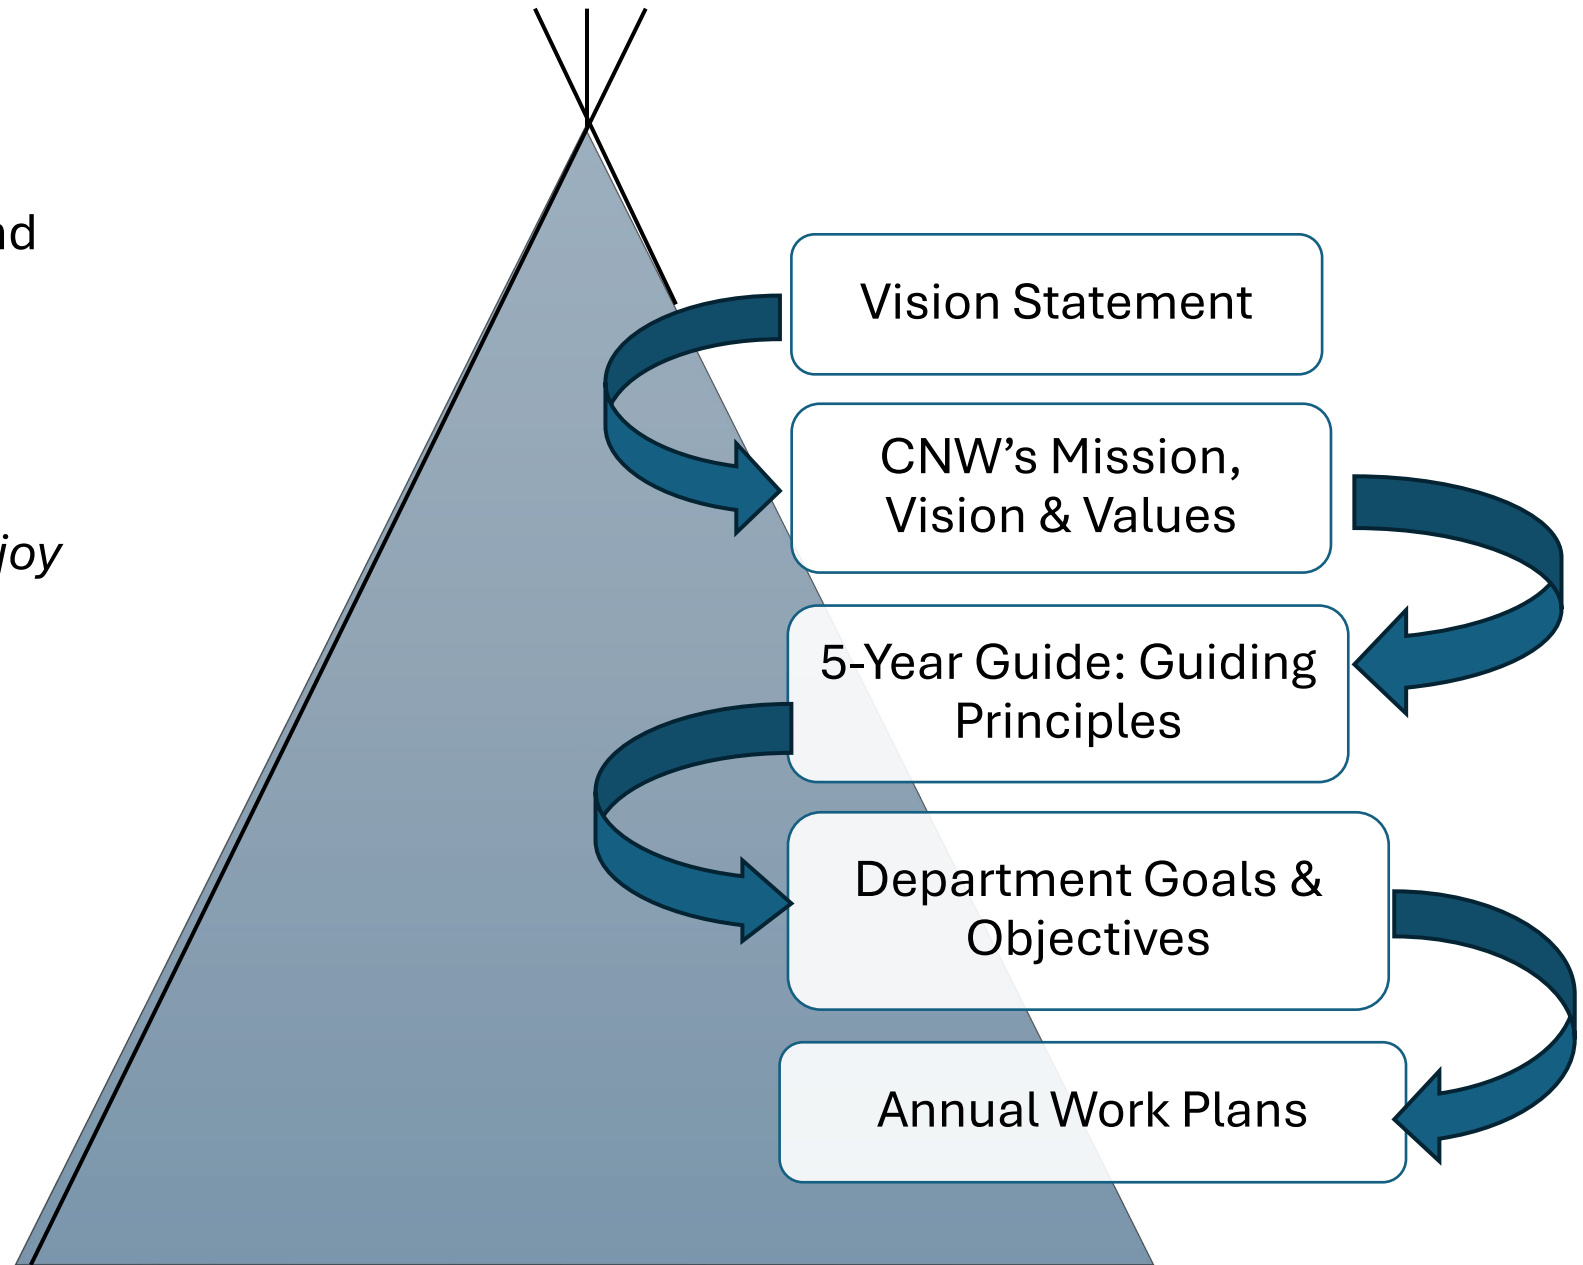 nd
Vision Statement
CNW’s Mission,
Vision & Values
joy
5-Year Guide: Guiding
Principles
Department Goals &
Objectives
Annual Work Plans